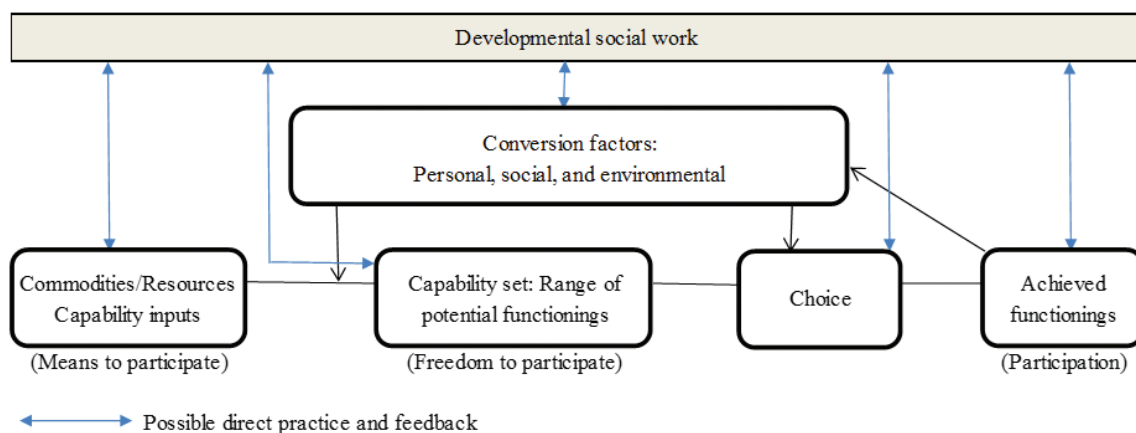 Developmental social work
Conversion factors:
Personal, social, and environmental
Commodities/Resources
Capability inputs
(Means to participate)
Capability set: Range of
potential functionings
(Freedom to participate)
Choice
Achieved
functionings
(Participation)
Possible direct practice and feedback